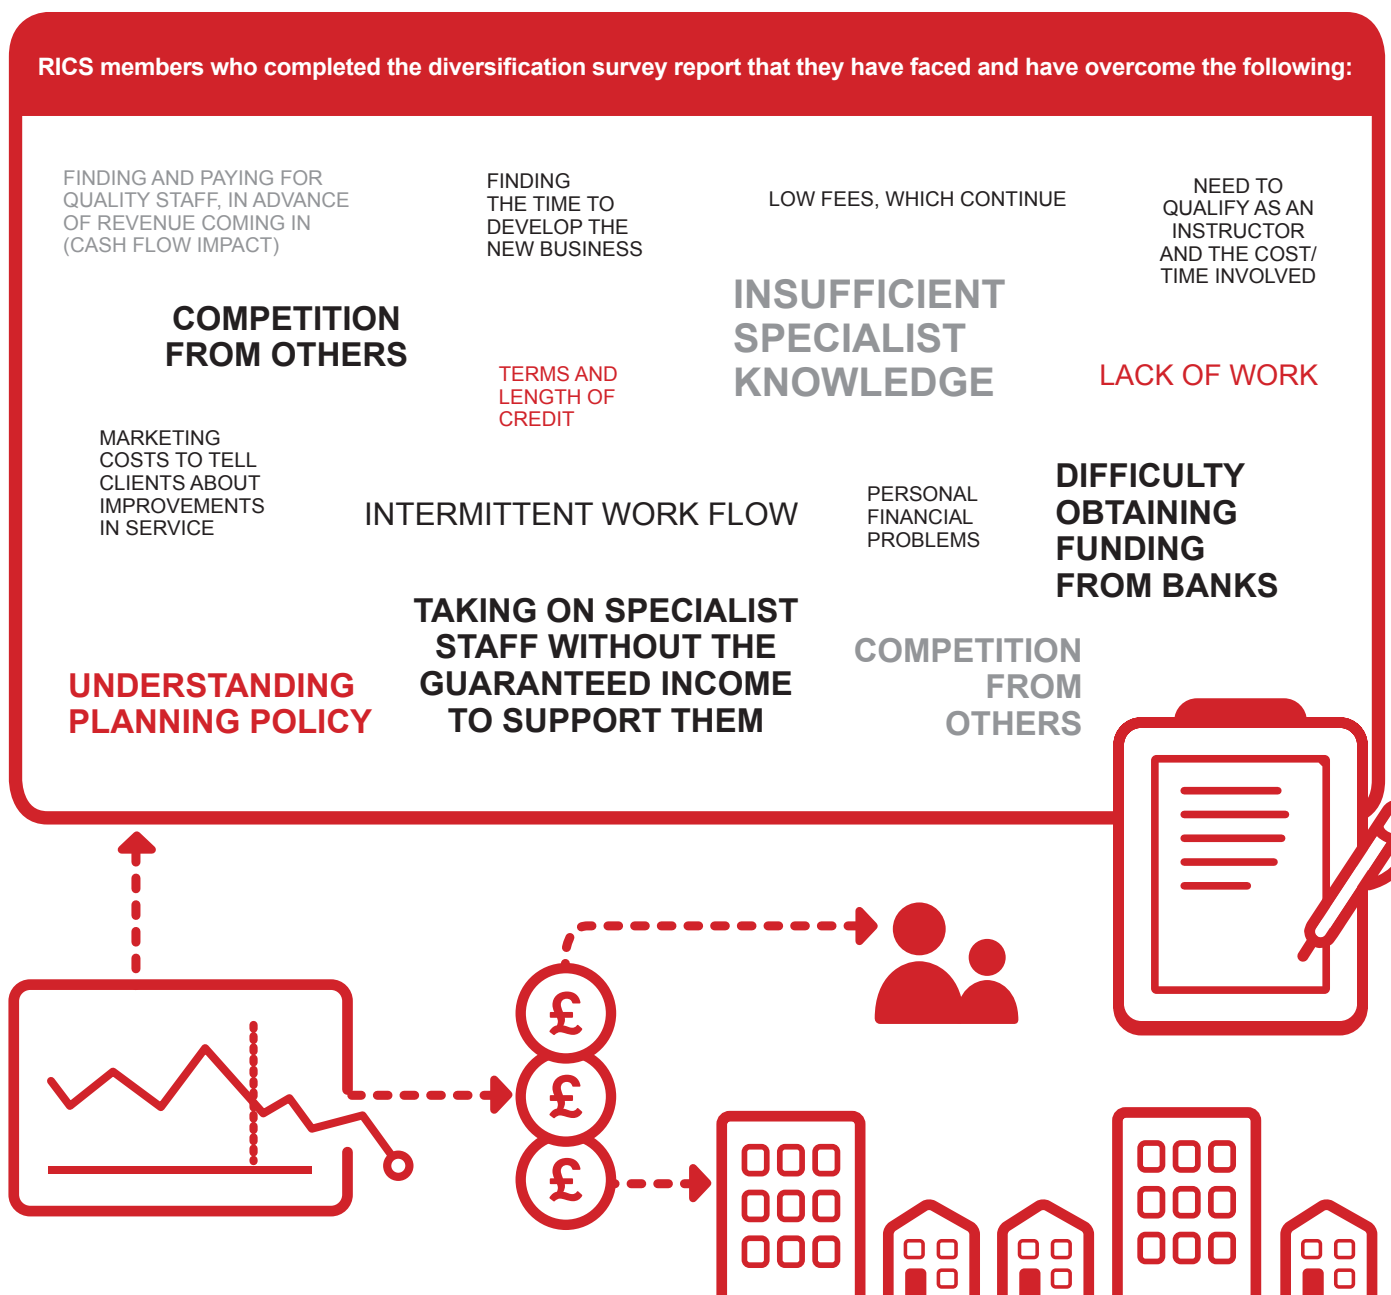 RICS members who completed the diversification survey report that they have faced and have overcome the following:
FINDING AND PAYING FOR
QUALITY STAFF, IN ADVANCE
OF REVENUE COMING IN
(CASH FLOW IMPACT)
FINDING
THE TIME TO
DEVELOP THE
NEW BUSINESS
LOW FEES, WHICH CONTINUE
NEED TO
QUALIFY AS AN
INSTRUCTOR
AND THE COST/
TIME INVOLVED
COMPETITION
FROM OTHERS
TERMS AND
LENGTH OF
CREDIT
INSUFFICIENT
SPECIALIST
KNOWLEDGE
LACK OF WORK
MARKETING
COSTS TO TELL
CLIENTS ABOUT
IMPROVEMENTS
IN SERVICE
INTERMITTENT WORK FLOW
PERSONAL
FINANCIAL
PROBLEMS
DIFFICULTY
OBTAINING
FUNDING
FROM BANKS
UNDERSTANDING
PLANNING POLICY
TAKING ON SPECIALIST
STAFF WITHOUT THE
GUARANTEED INCOME
TO SUPPORT THEM
COMPETITION
FROM
OTHERS
£
£
£